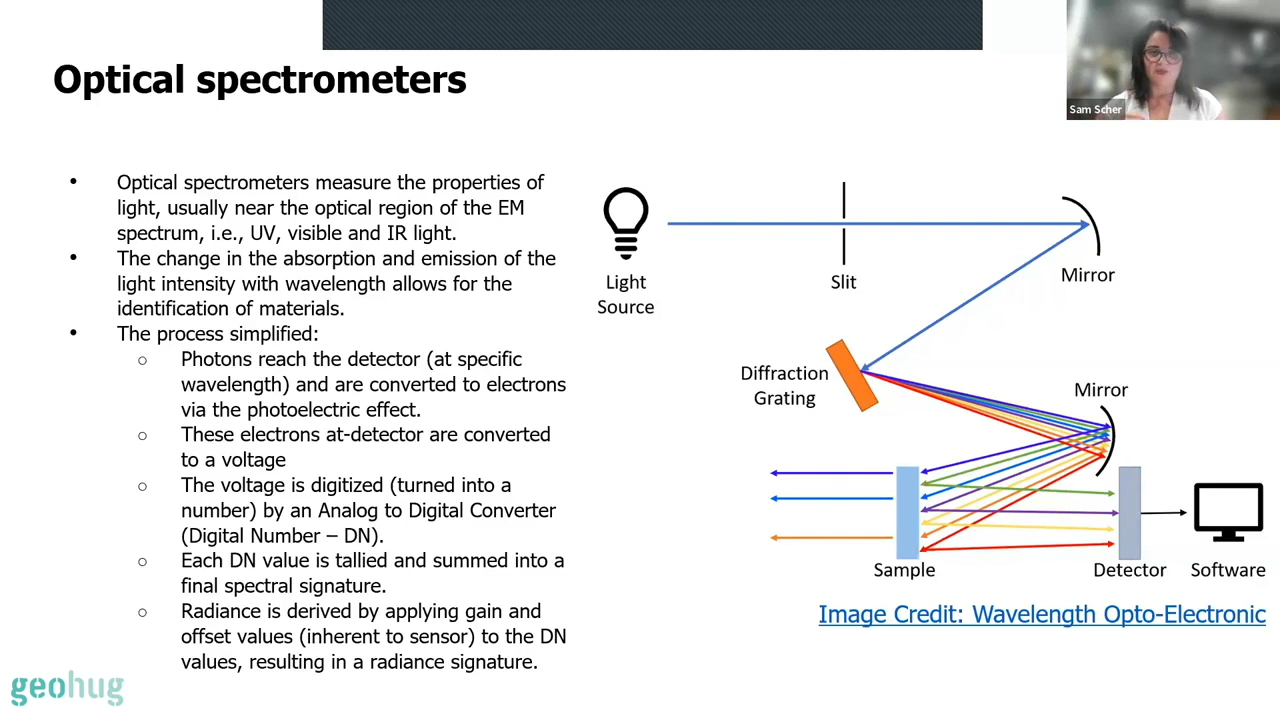 Optical spectrometers
Sam Scher
• Optical spectrometers measure the properties of
light, usually near the optical region of the EM
spectrum, i.e., UV, visible and IR light.
• The change in the absorption and emission of the
light intensity with wavelength allows for the
identification of materials.
• The process simplified:
○ Photons reach the detector (at specific
wavelength) and are converted to electrons
via the photoelectric effect.
○ These electrons at-detector are converted
to a voltage
○ The voltage is digitized (turned into a
number) by an Analog to Digital Converter
(Digital Number – DN).
○ Each DN value is tallied and summed into a
final spectral signature.
○ Radiance is derived by applying gain and
offset values (inherent to sensor) to the DN
values, resulting in a radiance signature.
Light
Source
Slit
Mirror
Diffraction
Grating
Mirror
Sample
Detector
Software
Image Credit: Wavelength Opto-Electronic
geohug